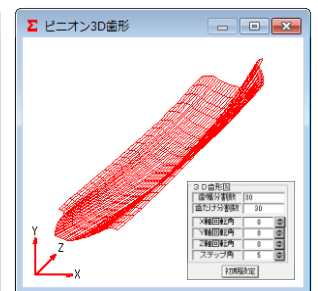 Σ ピニオン3D歯形
3D歯形図
歯幅分割数 30
歯たけ分割数 30
X軸回転角 0
Y軸回転角 0
Z軸回転角 0
ステップ角 5
初期設定
Y
Z
X